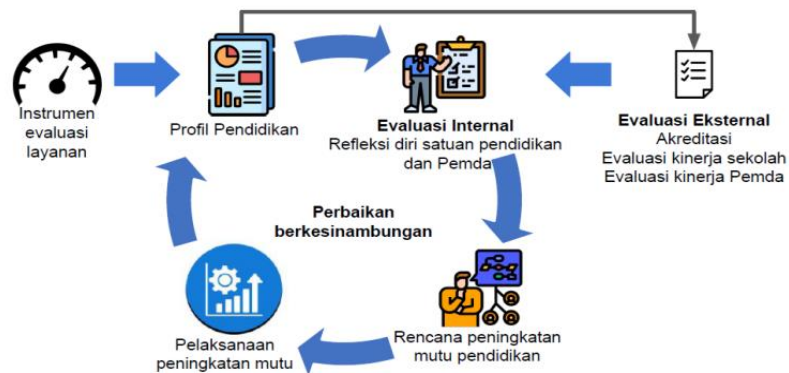 Instrumen
evaluasi
layanan
Profil Pendidikan
Evaluasi Internal
Refleksi diri satuan pendidikan
dan Pemda
Evaluasi Eksternal
Akreditasi
Evaluasi kinerja sekolah
Evaluasi kinerja Pemda
Perbaikan
berkesinambungan
Pelaksanaan
peningkatan mutu
Rencana peningkatan
mutu pendidikan